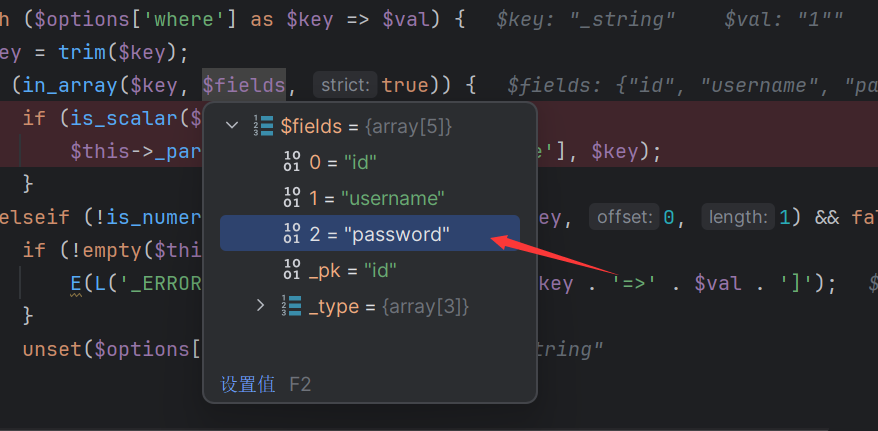 h ($options['where'] as $key => $val) { $key: "_string" $val: "1""
ey = trim($key);
(in_array($key, $fields, strict: true)) { $fields: {"id", "username", "pa
if (is_scalar($
$this->_par e'], $key);
}
elseif (!is_numer ey, offset: 0, length: 1) && fal
if (!empty($thi
E(L('_ERROR key . '=>' . $val . ']'); $
}
unset($options[ tring"
$fields = {array[5]}
0 = "id"
1 = "username"
2 = "password"
_pk = "id"
_type = {array[3]}
设置值 F2